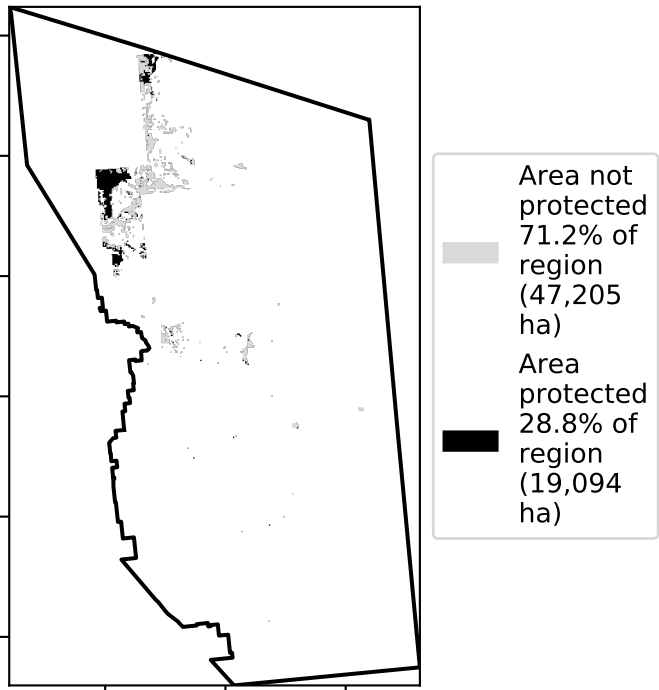 Area not
protected
71.2% of
region
(47,205
ha)
Area
protected
28.8% of
region
(19,094
ha)